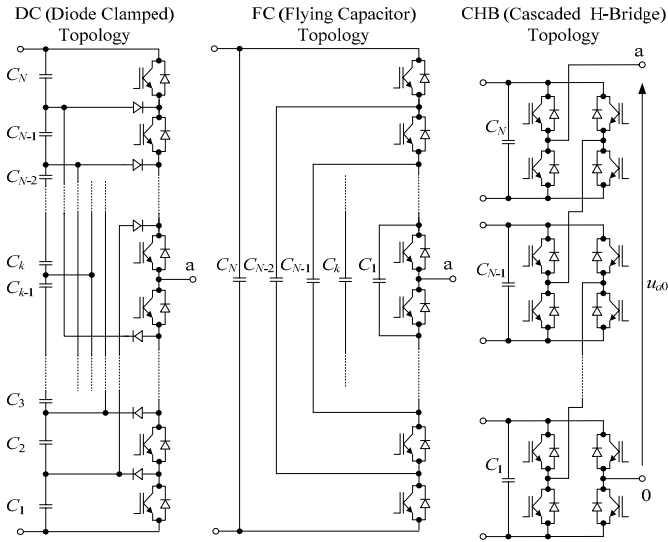 DC (Diode Clamped)
Topology
FC (Flying Capacitor)
Topology
CHB (Cascaded H-Bridge)
Topology
C_N
C_N-1
C_N-2
C_k
C_k-1
C_3
C_2
C_1
a
C_N
C_N-2
C_N-1
C_k
C_1
a
a
C_N
C_N-1
C_1
u_a0
0